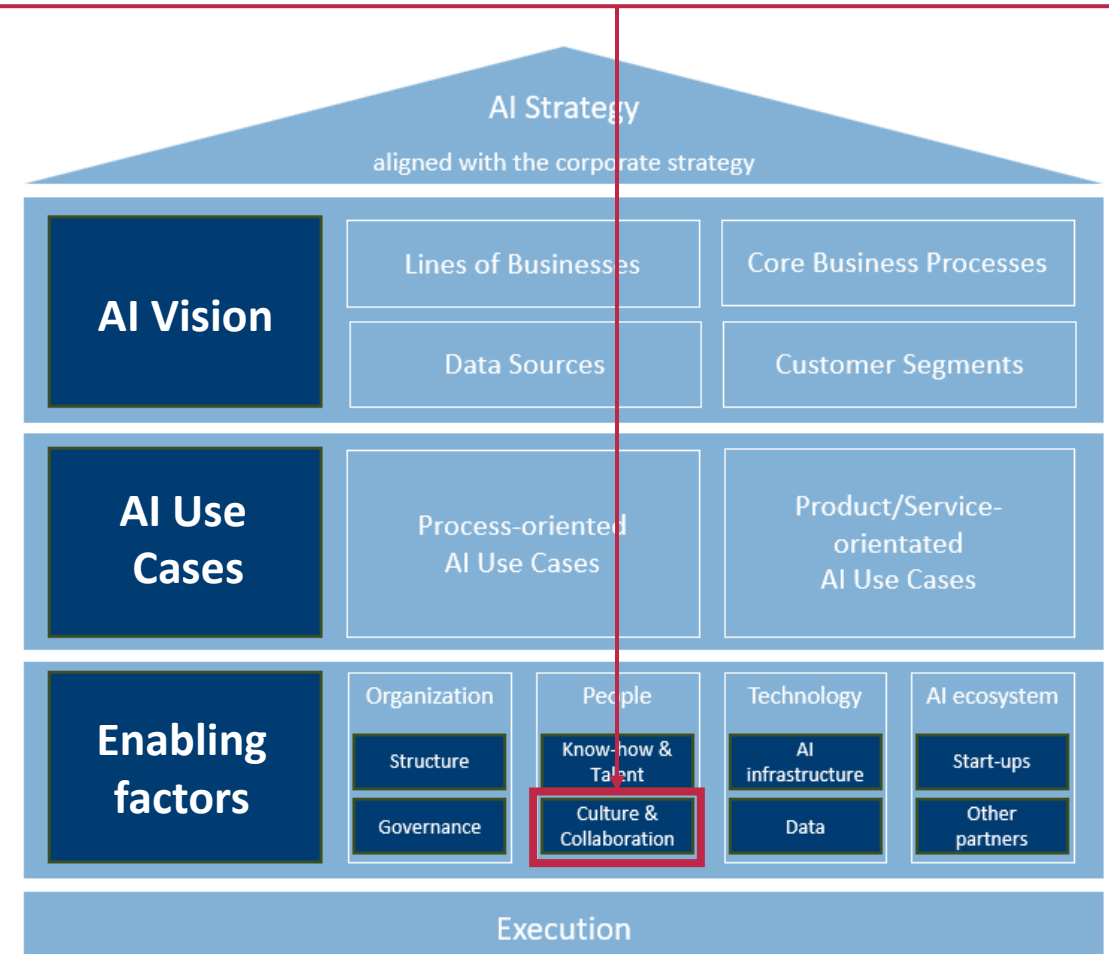 AI Strategy
aligned with the corporate strategy
AI Vision
Lines of Businesses
Core Business Processes
Data Sources
Customer Segments
AI Use
Cases
Process-oriented
AI Use Cases
Product/Service-
orientated
AI Use Cases
Enabling
factors
Organization
Structure
Governance
People
Know-how &
Talent
Culture &
Collaboration
Technology
AI
infrastructure
Data
AI ecosystem
Start-ups
Other
partners
Execution